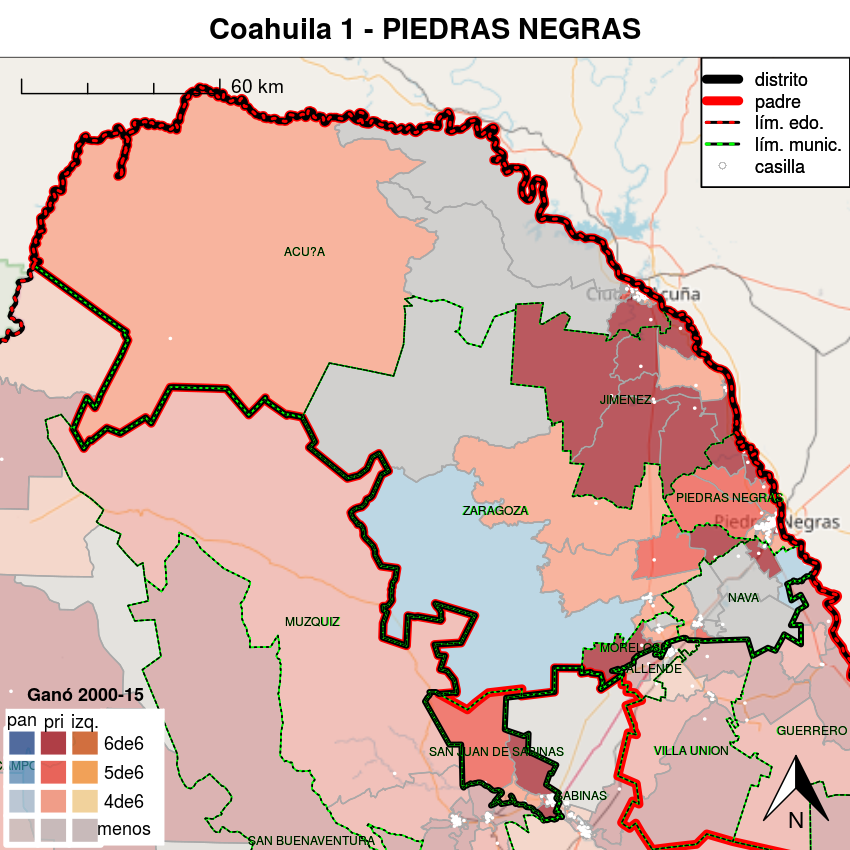 Coahuila 1 - PIEDRAS NEGRAS
60 km
distrito
padre
lím. edo.
lím. munic.
casilla
ACU?A
Ciudad Acuña
JIMENEZ
PIEDRAS NEGRAS
ZARAGOZA
Piedras Negras
NAVA
MUZQUIZ
MORELOS
ALLENDE
GUERRERO
SAN JUAN DE SABINAS
VILLA UNION
SABINAS
SAN BUENAVENTURA
Ganó 2000-15
pan pri izq.
6de6
5de6
4de6
menos
N